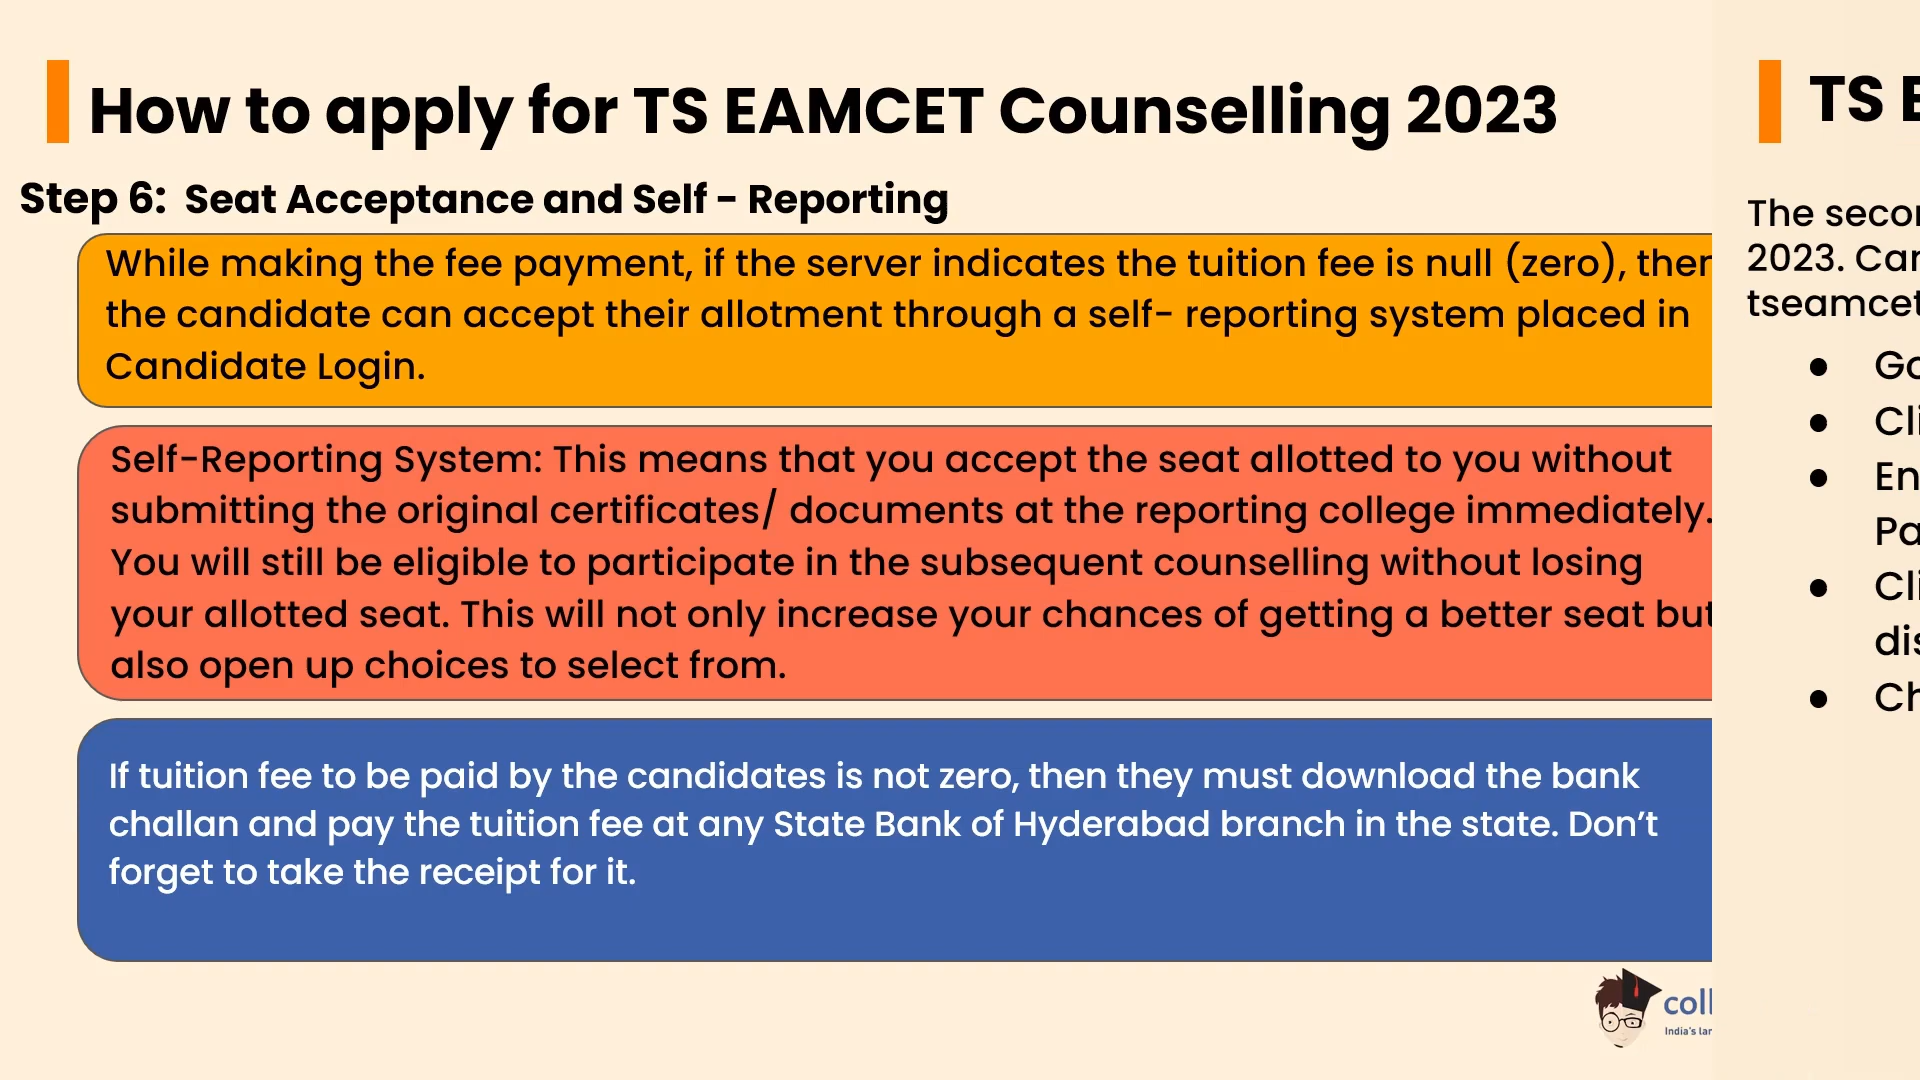 How to apply for TS EAMCET Counselling 2023
Step 6: Seat Acceptance and Self - Reporting
While making the fee payment, if the server indicates the tuition fee is null (zero), then
the candidate can accept their allotment through a self- reporting system placed in
Candidate Login.
Self-Reporting System: This means that you accept the seat allotted to you without
submitting the original certificates/ documents at the reporting college immediately.
You will still be eligible to participate in the subsequent counselling without losing
your allotted seat. This will not only increase your chances of getting a better seat but
also open up choices to select from.
If tuition fee to be paid by the candidates is not zero, then they must download the bank
challan and pay the tuition fee at any State Bank of Hyderabad branch in the state. Don't
forget to take the receipt for it.
India's
TS
The
2023.